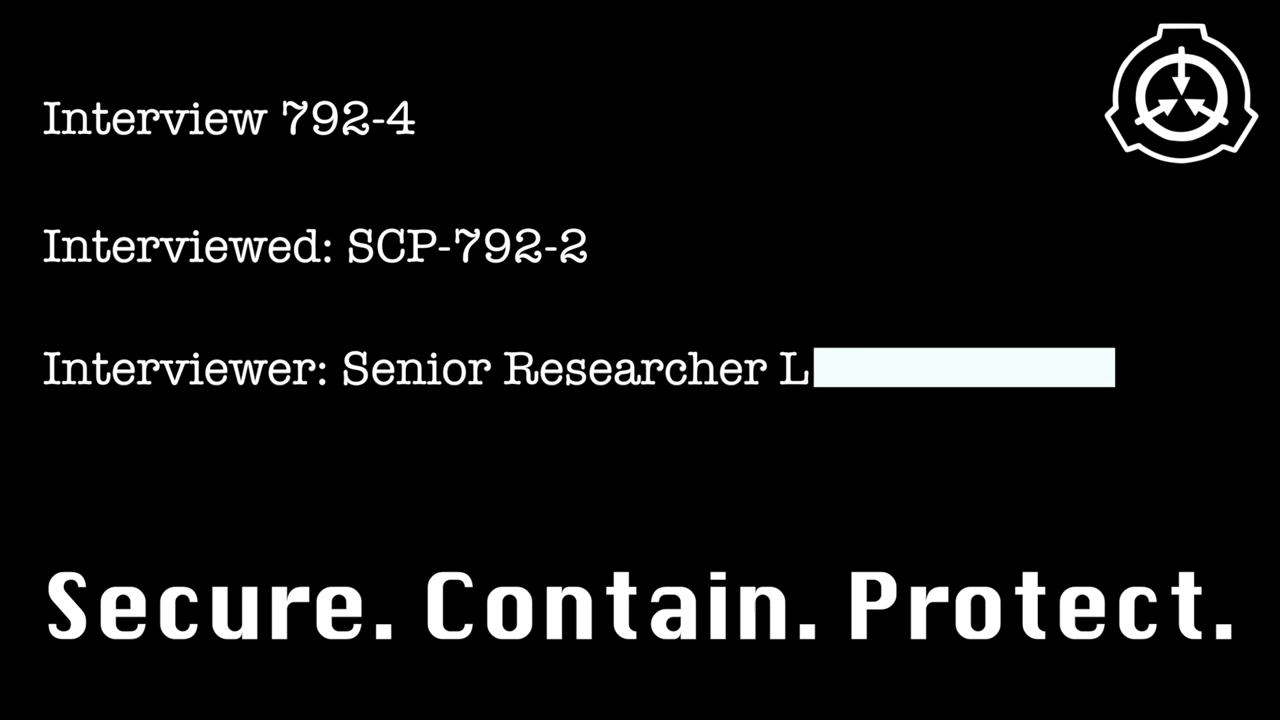 Interview 792-4
Interviewed: SCP-792-2
Interviewer: Senior Researcher L
Secure. Contain. Protect.